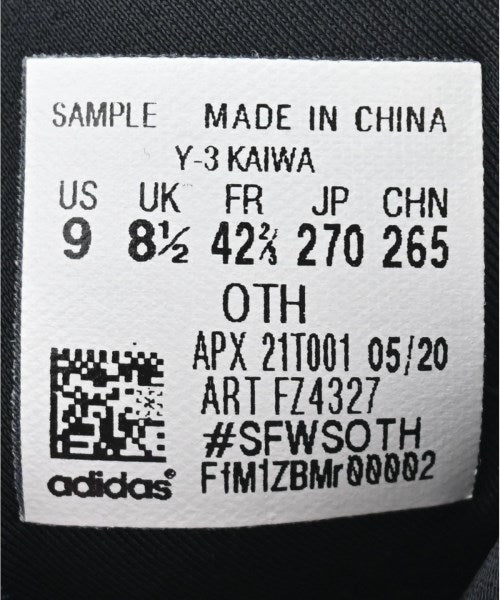 SAMPLE MADE IN CHINA
Y-3 KAIWA
US UK FR JP CHN
9 8½ 42⅔ 270 265
OTH
APX 21T001 05/20
ART FZ4327
#SFWSOTH
adidas® FfM1ZBMr00002